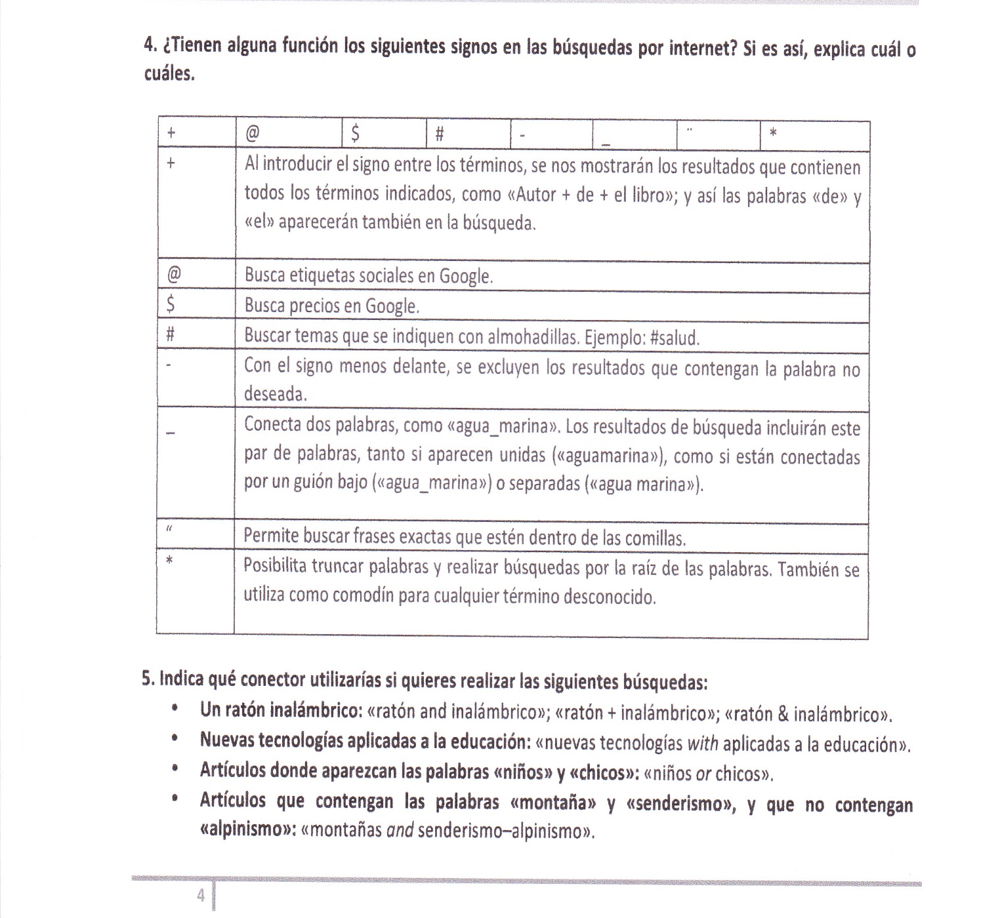 4. ¿Tienen alguna función los siguientes signos en las búsquedas por internet? Si es así, explica cuál o
cuáles.
+ @ $ # - _ ¨ *
+ Al introducir el signo entre los términos, se nos mostrarán los resultados que contienen
todos los términos indicados, como «Autor + de + el libro»; y así las palabras «de» y
«el» aparecerán también en la búsqueda.
@ Busca etiquetas sociales en Google.
$ Busca precios en Google.
# Buscar temas que se indiquen con almohadillas. Ejemplo: #salud.
- Con el signo menos delante, se excluyen los resultados que contengan la palabra no
deseada.
_ Conecta dos palabras, como «agua_marina». Los resultados de búsqueda incluirán este
par de palabras, tanto si aparecen unidas («aguamarina»), como si están conectadas
por un guión bajo («agua_marina») o separadas («agua marina»).
" Permite buscar frases exactas que estén dentro de las comillas.
* Posibilita truncar palabras y realizar búsquedas por la raíz de las palabras. También se
utiliza como comodín para cualquier término desconocido.
5. Indica qué conector utilizarías si quieres realizar las siguientes búsquedas:
• Un ratón inalámbrico: «ratón and inalámbrico»; «ratón + inalámbrico»; «ratón & inalámbrico».
• Nuevas tecnologías aplicadas a la educación: «nuevas tecnologías with aplicadas a la educación».
• Artículos donde aparezcan las palabras «niños» y «chicos»: «niños or chicos».
• Artículos que contengan las palabras «montaña» y «senderismo», y que no contengan
«alpinismo»: «montañas and senderismo–alpinismo».
4